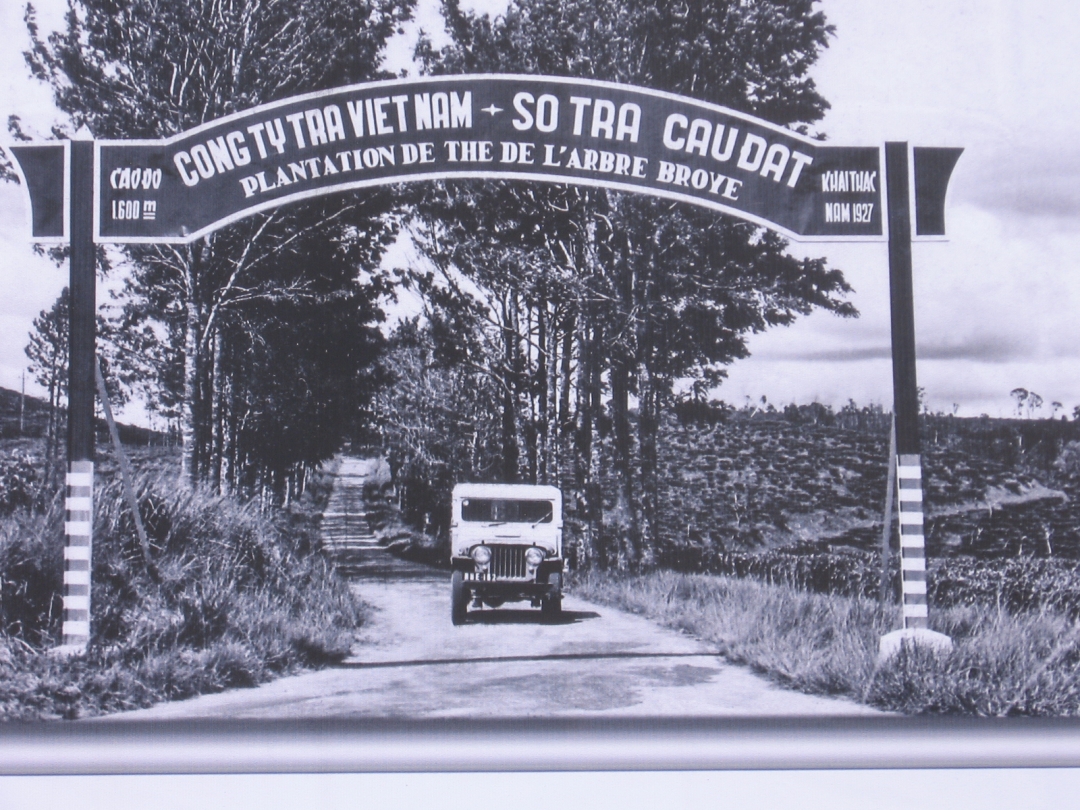 CONG TY TRA VIET NAM - SO TRA CAU DAT
PLANTATION DE THE DE L'ARBRE BROYE
CAO DO
1.600 m
KHAI THAC
NAM 1927